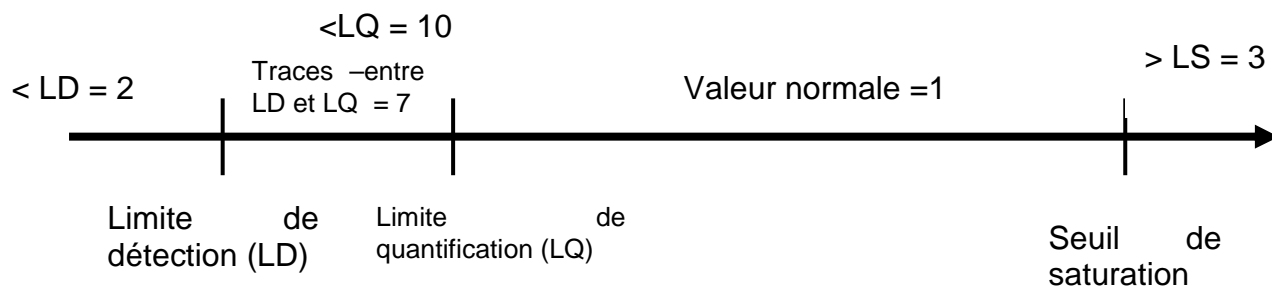 <LQ = 10
> LS = 3
Traces –entre
LD et LQ = 7
< LD = 2
Valeur normale =1
Limite de
détection (LD)
Limite de
quantification (LQ)
Seuil de
saturation